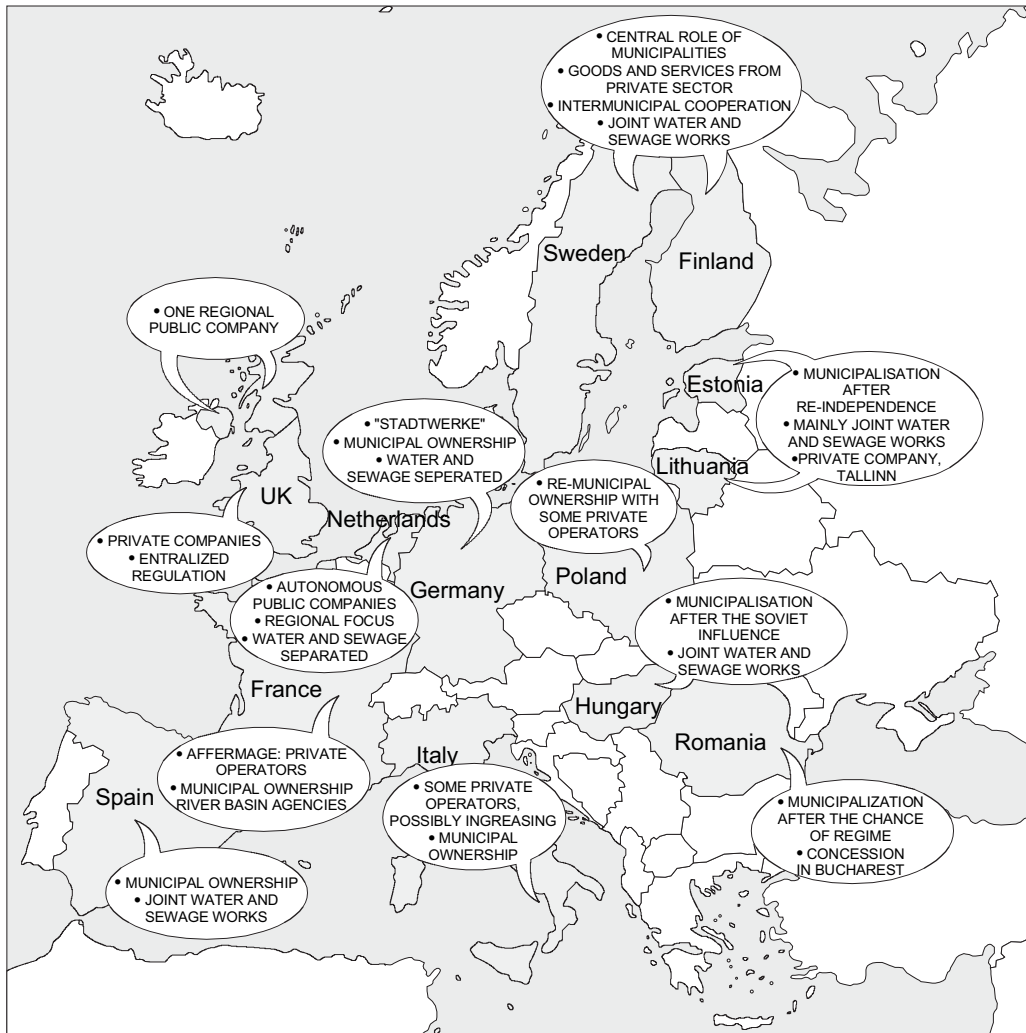 • CENTRAL ROLE OF
MUNICIPALITIES
• GOODS AND SERVICES FROM
PRIVATE SECTOR
• INTERMUNICIPAL COOPERATION
• JOINT WATER AND
SEWAGE WORKS
Sweden
Finland
• ONE REGIONAL
PUBLIC COMPANY
Estonia
• MUNICIPALISATION
AFTER
RE-INDEPENDENCE
• MAINLY JOINT WATER
AND SEWAGE WORKS
• PRIVATE COMPANY,
TALLINN
• "STADTWERKE"
• MUNICIPAL OWNERSHIP
• WATER AND
SEWAGE SEPERATED
Lithuania
• RE-MUNICIPAL
OWNERSHIP WITH
SOME PRIVATE
OPERATORS
UK
Netherlands
• PRIVATE COMPANIES
• ENTRALIZED
REGULATION
• AUTONOMOUS
PUBLIC COMPANIES
• REGIONAL FOCUS
• WATER AND SEWAGE
SEPARATED
Germany
Poland
• MUNICIPALISATION
AFTER THE SOVIET
INFLUENCE
• JOINT WATER AND
SEWAGE WORKS
France
Hungary
Romania
Italy
• AFFERMAGE: PRIVATE
OPERATORS
• MUNICIPAL OWNERSHIP
RIVER BASIN AGENCIES
Spain
• SOME PRIVATE
OPERATORS,
POSSIBLY INGREASING
• MUNICIPAL
OWNERSHIP
• MUNICIPALIZATION
AFTER THE CHANCE
OF REGIME
• CONCESSION
IN BUCHAREST
• MUNICIPAL OWNERSHIP
• JOINT WATER AND
SEWAGE WORKS